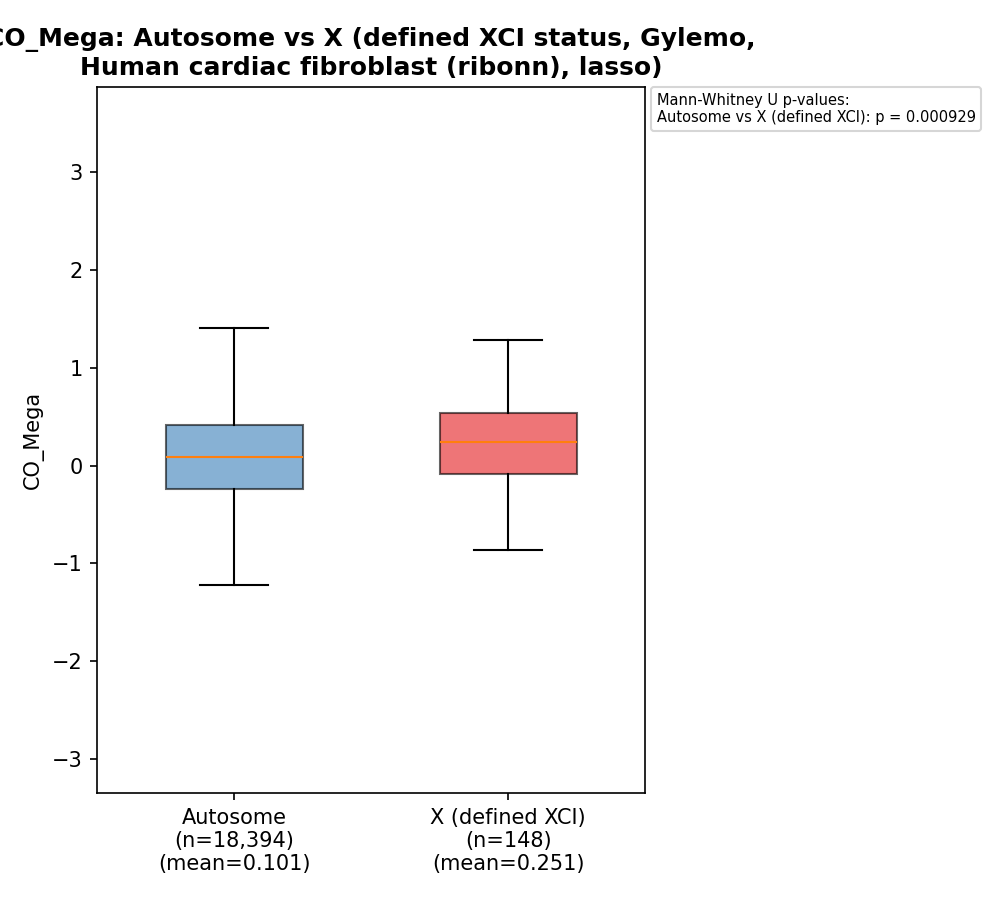 CO_Mega: Autosome vs X (defined XCI status, Gylemo,
Human cardiac fibroblast (ribonn), lasso)
Mann-Whitney U p-values:
Autosome vs X (defined XCI): p = 0.000929
3
2
1
0
−1
−2
−3
CO_Mega
Autosome
(n=18,394)
(mean=0.101)
X (defined XCI)
(n=148)
(mean=0.251)